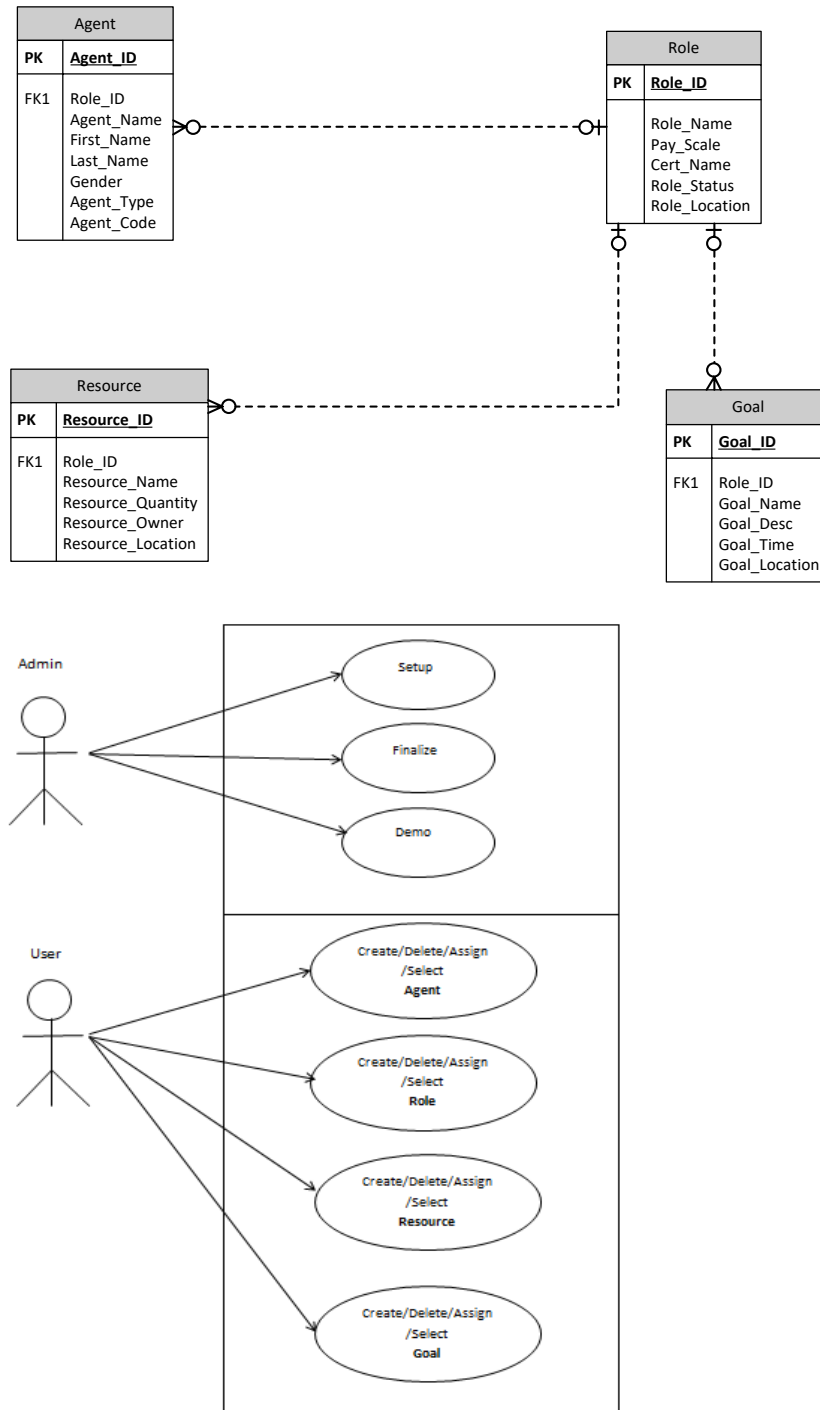 Agent
PK Agent_ID
FK1 Role_ID
Agent_Name
First_Name
Last_Name
Gender
Agent_Type
Agent_Code
Role
PK Role_ID
Role_Name
Pay_Scale
Cert_Name
Role_Status
Role_Location
Resource
PK Resource_ID
FK1 Role_ID
Resource_Name
Resource_Quantity
Resource_Owner
Resource_Location
Goal
PK Goal_ID
FK1 Role_ID
Goal_Name
Goal_Desc
Goal_Time
Goal_Location
Admin
Setup
Finalize
Demo
User
Create/Delete/Assign
/Select
Agent
Create/Delete/Assign
/Select
Role
Create/Delete/Assign
/Select
Resource
Create/Delete/Assign
/Select
Goal